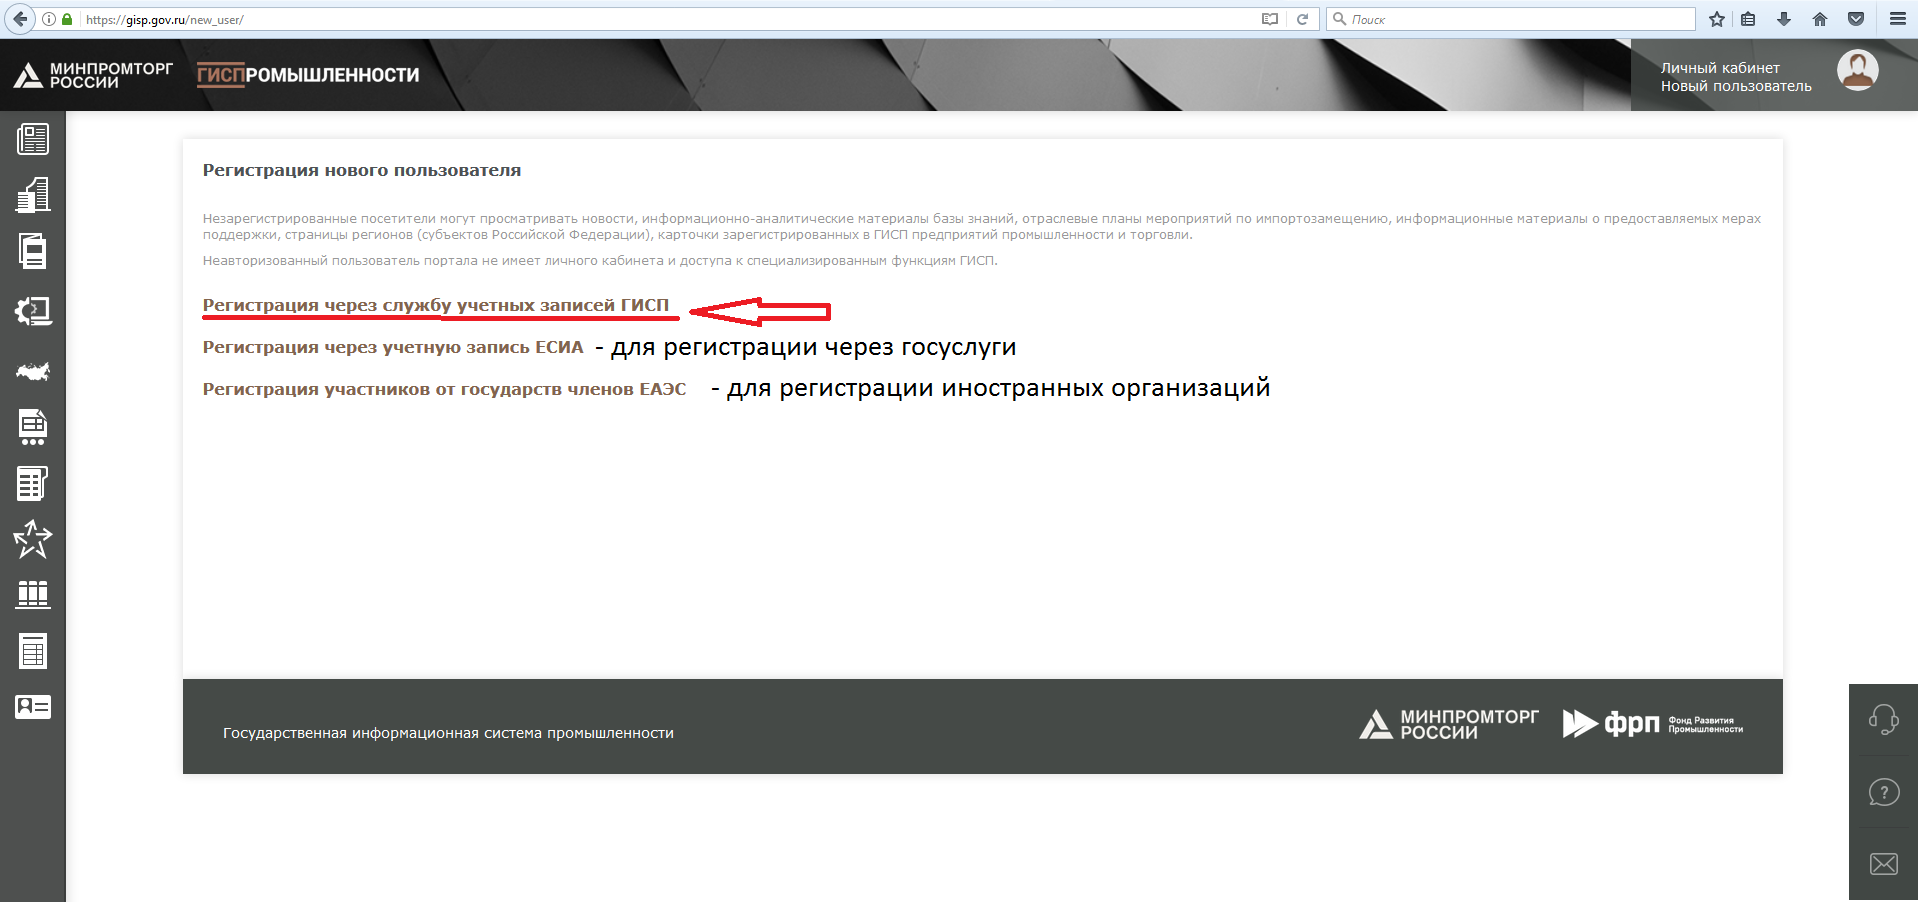 https://gisp.gov.ru/new_user/
Поиск
МИНПРОМТОРГ
РОССИИ
ГИСПРОМЫШЛЕННОСТИ
Личный кабинет
Новый пользователь
Регистрация нового пользователя
Незарегистрированные посетители могут просматривать новости, информационно-аналитические материалы базы знаний, отраслевые планы мероприятий по импортозамещению, информационные материалы о предоставляемых мерах
поддержки, страницы регионов (субъектов Российской Федерации), карточки зарегистрированных в ГИСП предприятий промышленности и торговли.
Неавторизованный пользователь портала не имеет личного кабинета и доступа к специализированным функциям ГИСП.
Регистрация через службу учетных записей ГИСП
Регистрация через учетную запись ЕСИА - для регистрации через госуслуги
Регистрация участников от государств членов ЕАЭС - для регистрации иностранных организаций
Государственная информационная система промышленности
МИНПРОМТОРГ
РОССИИ
фрп
Фонд Развития
Промышленности